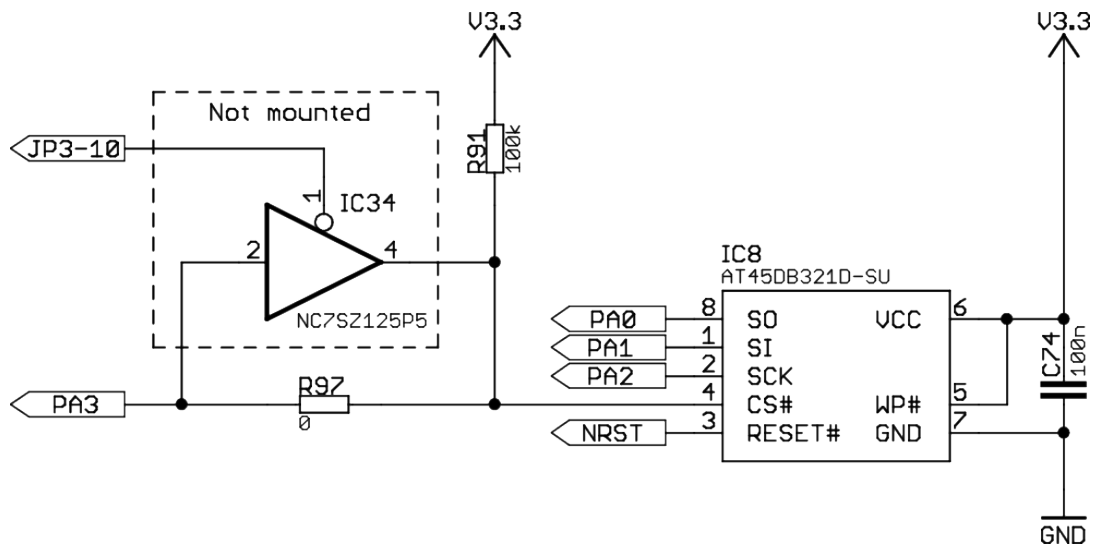 V3.3
V3.3
Not mounted
JP3-10
R91
100k
1
IC34
2
4
NC7SZ125P5
IC8
AT45DB321D-SU
PA0
8
SO
VCC
6
PA1
1
SI
C74
100n
PA2
2
SCK
PA3
R97
0
4
CS#
WP#
5
NRST
3
RESET#
GND
7
GND